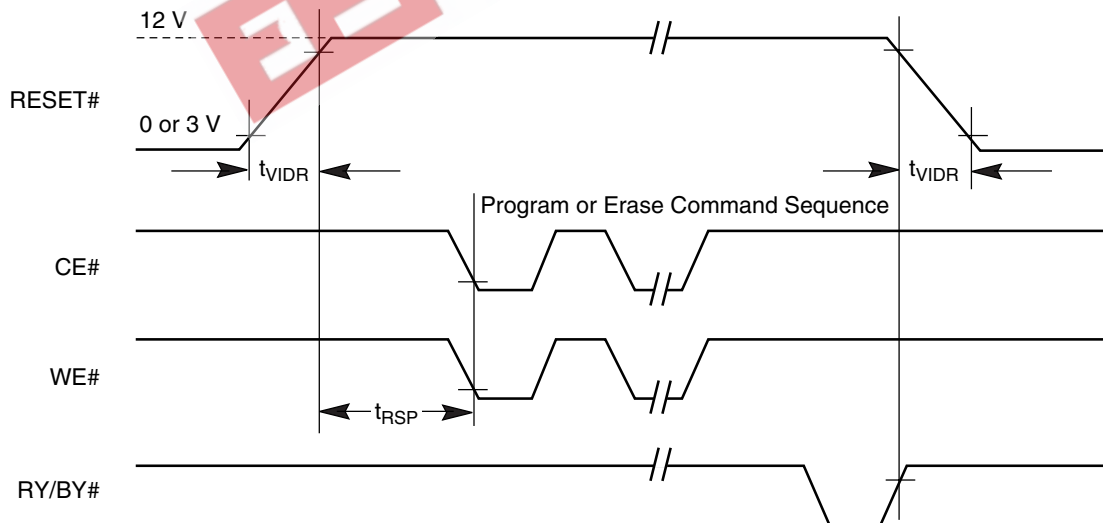 12 V
RESET#
0 or 3 V
tVIDR
tVIDR
Program or Erase Command Sequence
CE#
WE#
tRSP
RY/BY#